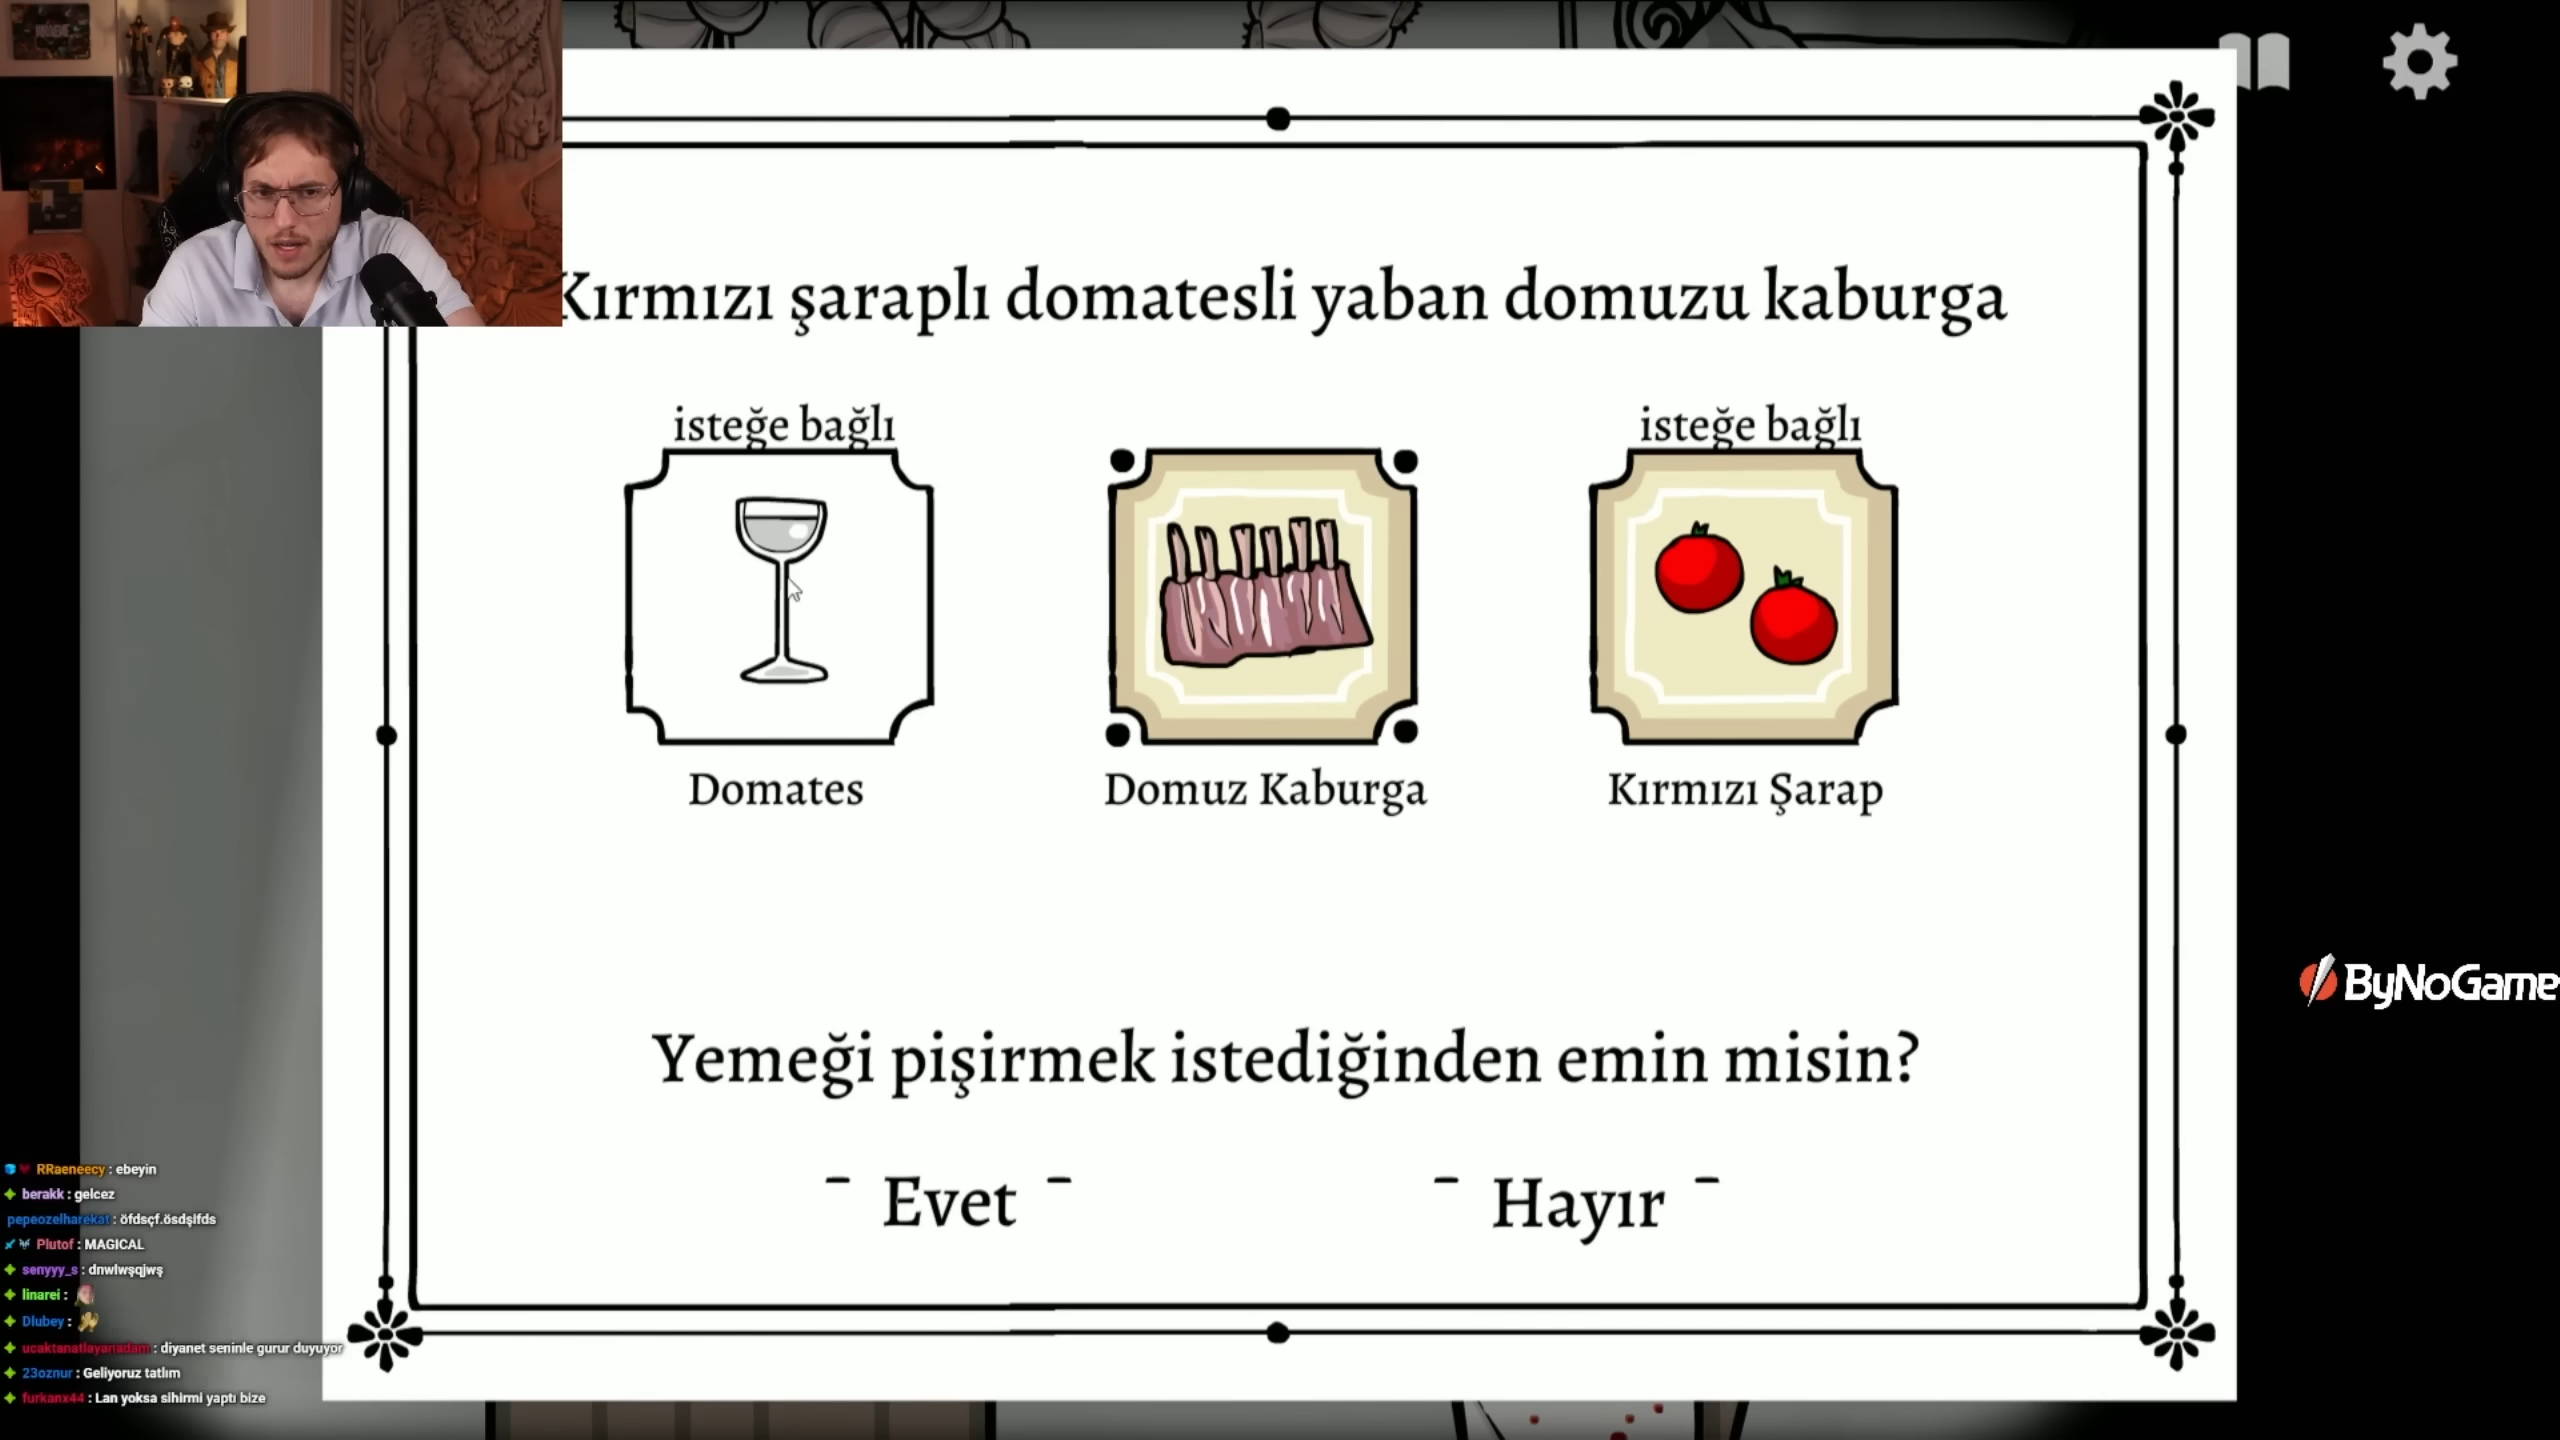 Kırmızı şaraplı domatesli yaban domuzu kaburga
isteğe bağlı
isteğe bağlı
Domates
Domuz Kaburga
Kırmızı Şarap
Yemeği pişirmek istediğinden emin misin?
- Evet -
- Hayır -
ByNoGame
RRaeneecy : ebeyin
berakk : gelcez
pepeozelharekat : öfdsçf.ösdşlfds
Plutof : MAGICAL
senyyy_s : dnwlwşqjwş
linarei :
Dlubey :
ucaktanatlayanadam : diyanet seninle gurur duyuyor
23oznur : Geliyoruz tatlım
furkanx44 : Lan yoksa sihirmi yaptı bize